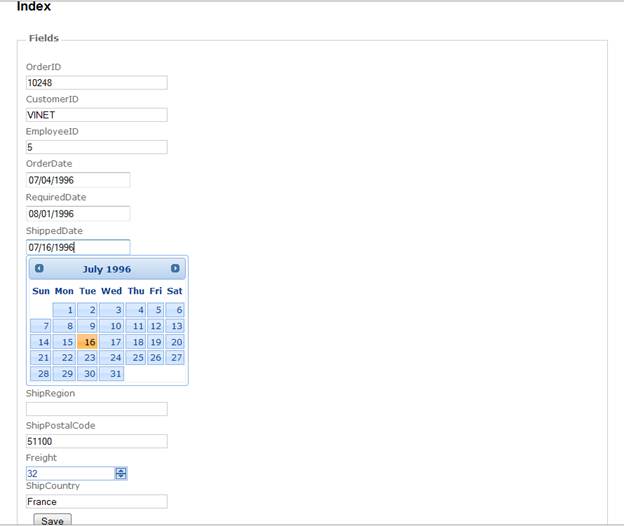 Index
Fields
OrderID
10248
CustomerID
VINET
EmployeeID
5
OrderDate
07/04/1996
RequiredDate
08/01/1996
ShippedDate
07/16/1996
July 1996
Sun Mon Tue Wed Thu Fri Sat
1 2 3 4 5 6
7 8 9 10 11 12 13
14 15 16 17 18 19 20
21 22 23 24 25 26 27
28 29 30 31
ShipRegion
ShipPostalCode
51100
Freight
32
ShipCountry
France
Save